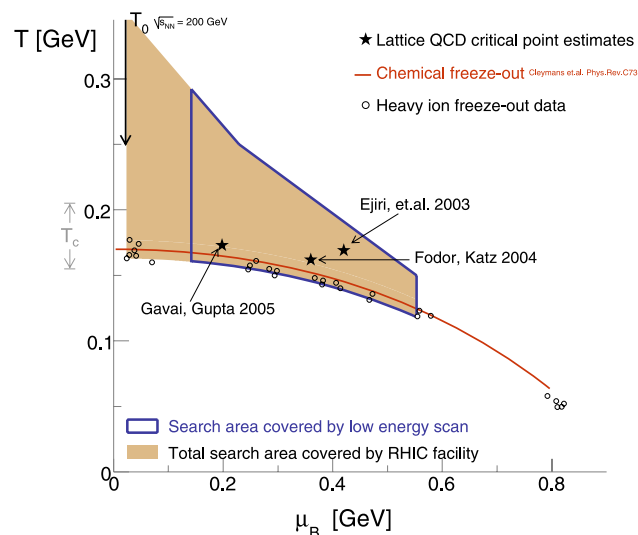 T₀ √sNN = 200 GeV
T [GeV]
★ Lattice QCD critical point estimates
Chemical freeze-out Cleymans et.al. Phys.Rev.C73
Heavy ion freeze-out data
0.3
0.2
Tc
Ejiri, et.al. 2003
Fodor, Katz 2004
Gavai, Gupta 2005
0.1
Search area covered by low energy scan
Total search area covered by RHIC facility
0
0 0.2 0.4 0.6 0.8
μB [GeV]